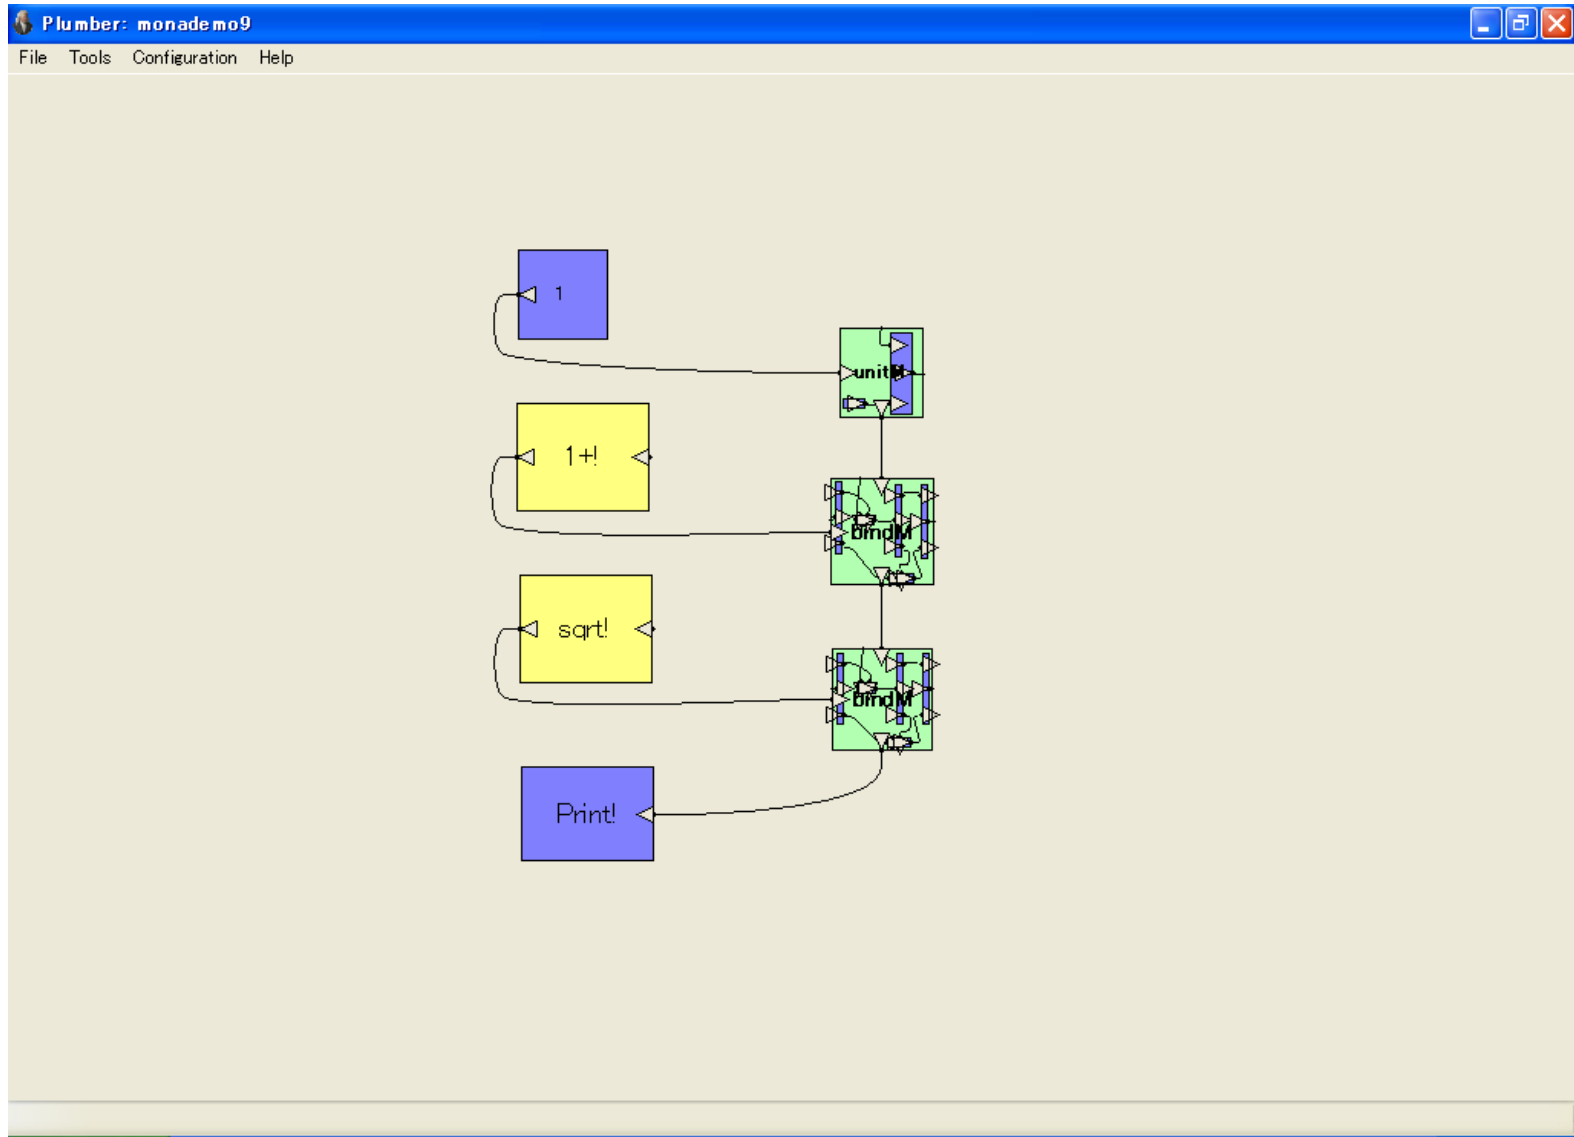 Plumber: monademo9
File Tools Configuration Help
1
unitM
1+!
bindM
sqrt!
bindM
Print!